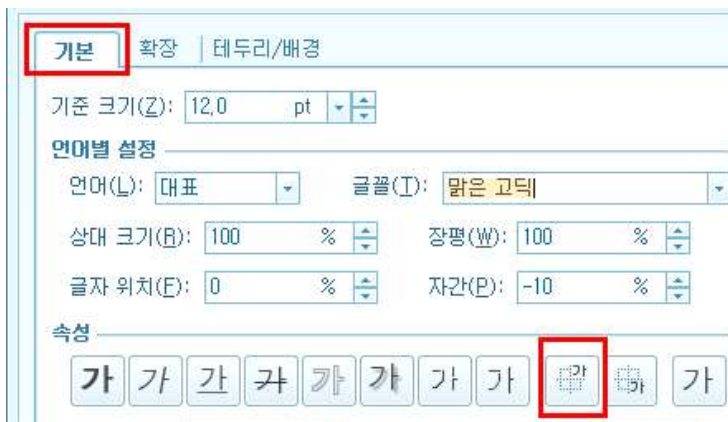 기본 확장 테두리/배경
기준 크기(Z): 12,0 pt
언어별 설정
언어(L): 대표 글꼴(T): 맑은 고딕
상대 크기(R): 100 % 장평(W): 100 %
글자 위치(E): 0 % 자간(P): -10 %
속성
가 가 가 가 가 가 가 가 가 가 가